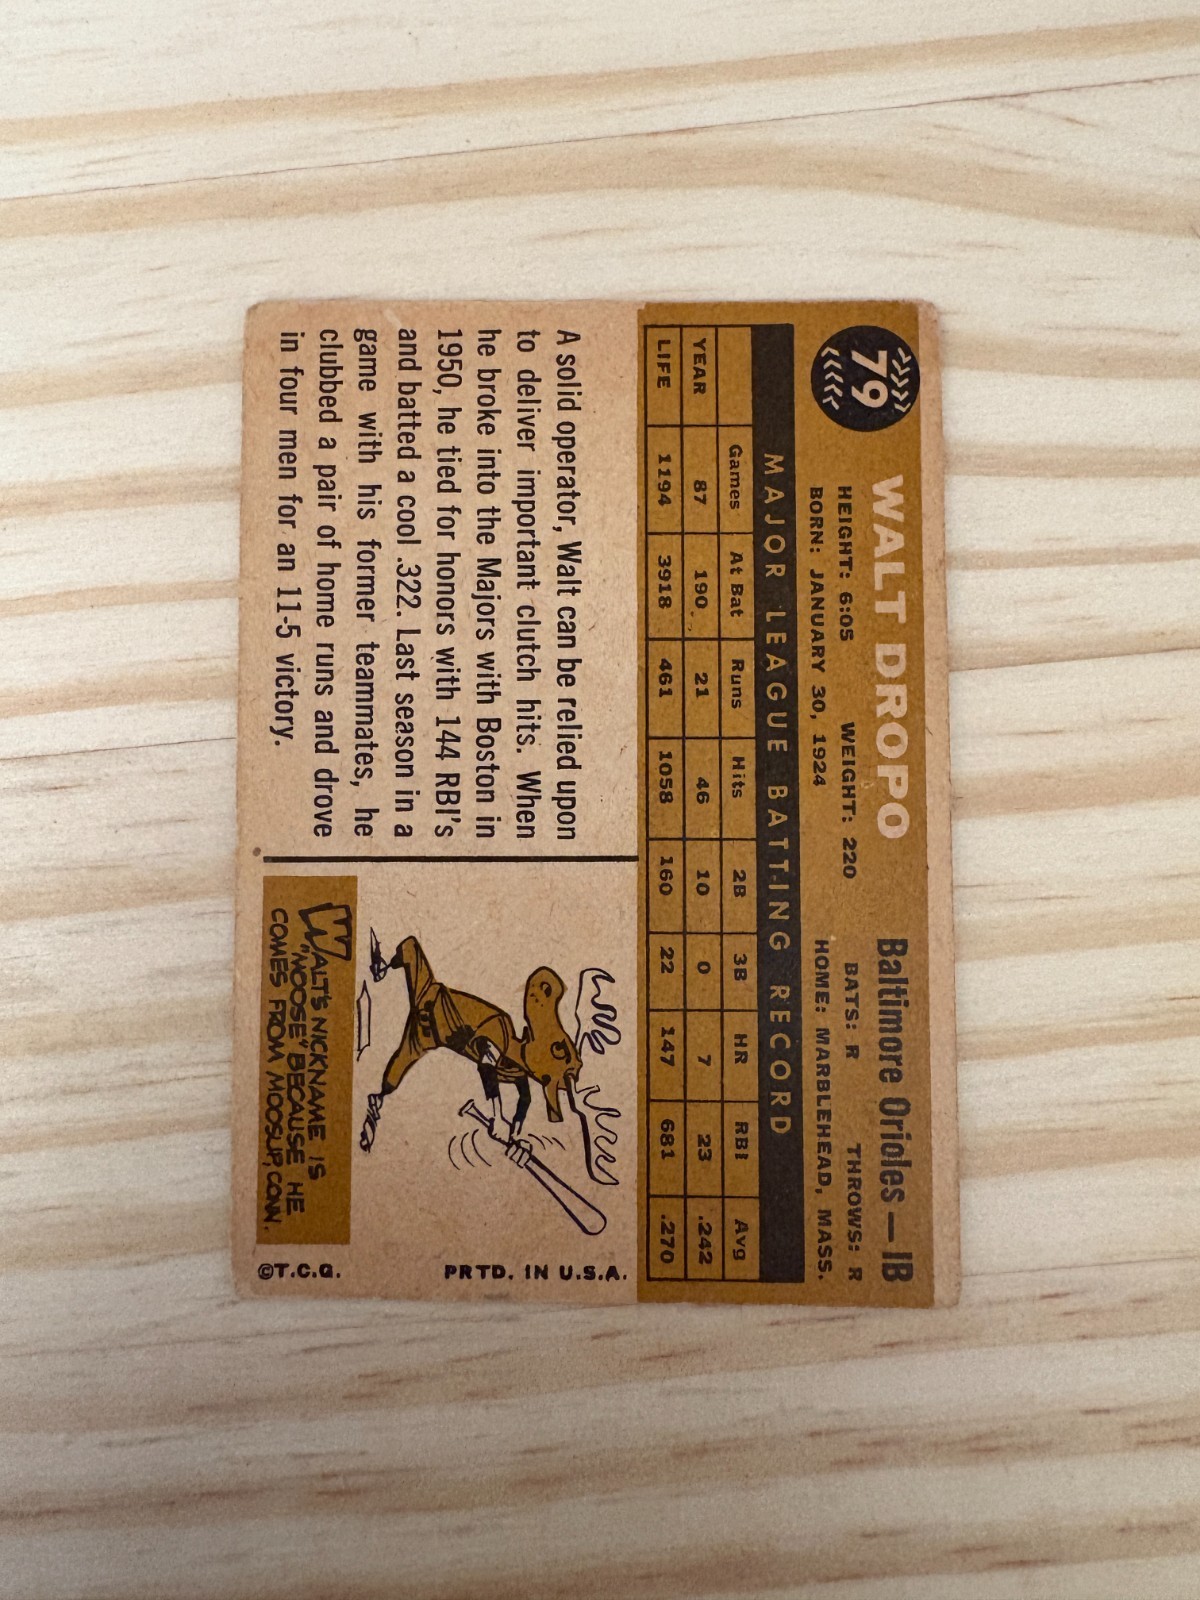 79
WALT DROPO Baltimore Orioles—1B
HEIGHT: 6:05 WEIGHT: 220 BATS: R THROWS: R
BORN: JANUARY 30, 1924 HOME: MARBLEHEAD, MASS.
MAJOR LEAGUE BATTING RECORD
Games At Bat Runs Hits 2B 3B HR RBI Avg
YEAR 87 190 21 46 10 0 7 23 .242
LIFE 1194 3918 461 1058 160 22 147 681 .270
A solid operator, Walt can be relied upon
to deliver important clutch hits. When
he broke into the Majors with Boston in
1950, he tied for honors with 144 RBI's
and batted a cool .322. Last season in a
game with his former teammates, he
clubbed a pair of home runs and drove
in four men for an 11-5 victory.
WALT'S NICKNAME IS
"MOOSE" BECAUSE HE
COMES FROM MOOSUP, CONN.
PRTD. IN U.S.A.
©T.C.G.